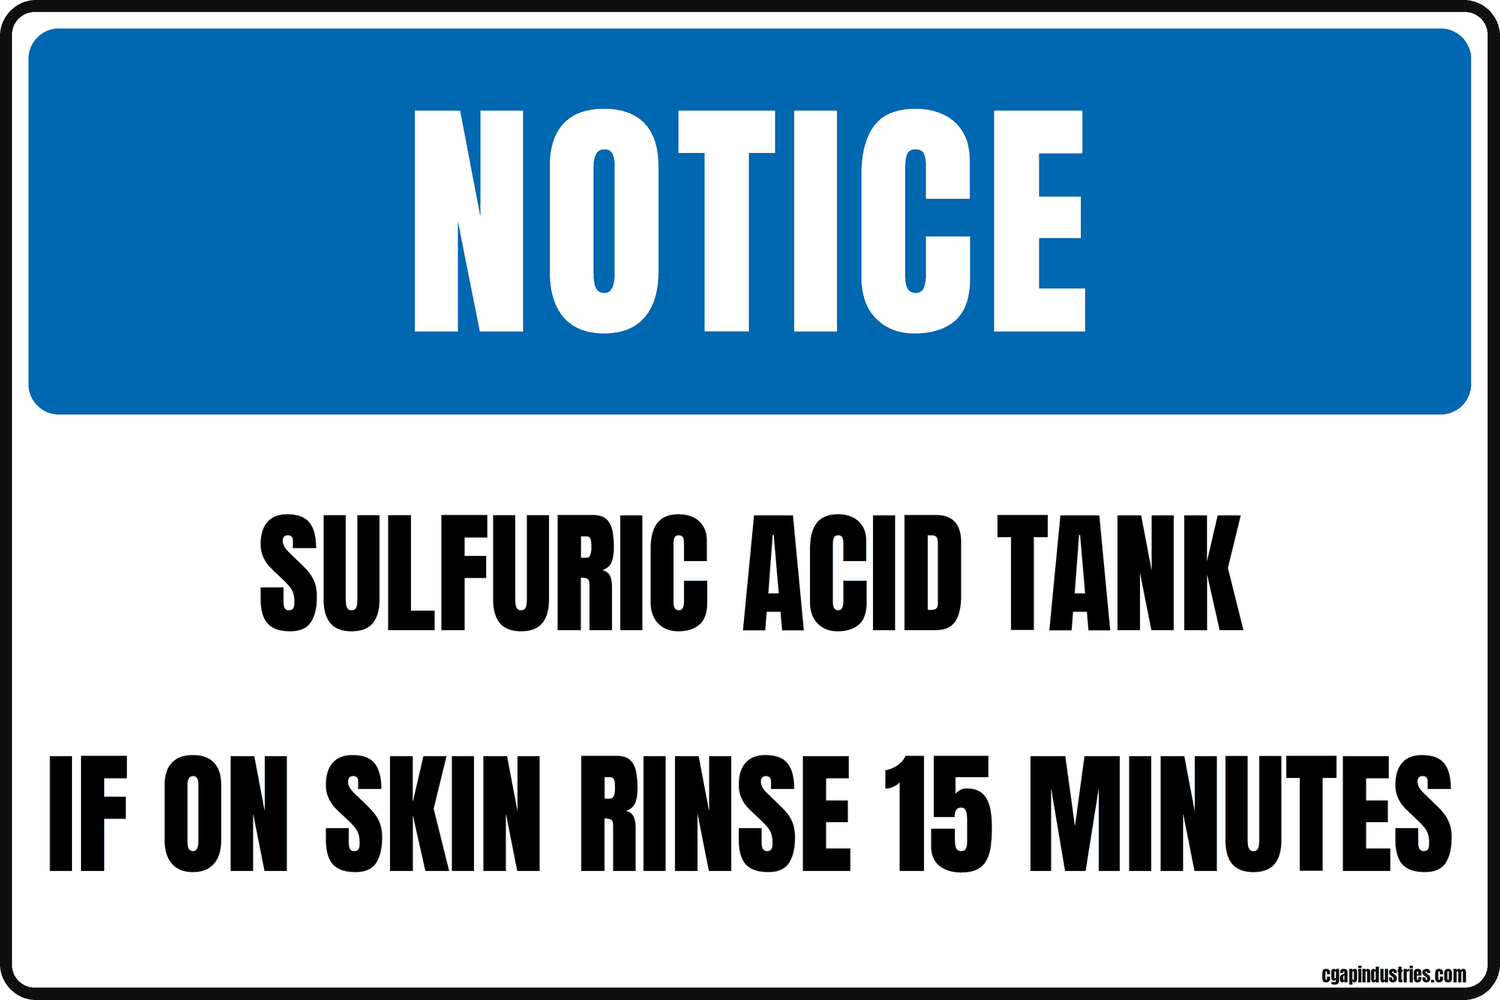 NOTICE
SULFURIC ACID TANK
IF ON SKIN RINSE 15 MINUTES
cgapindustries.com